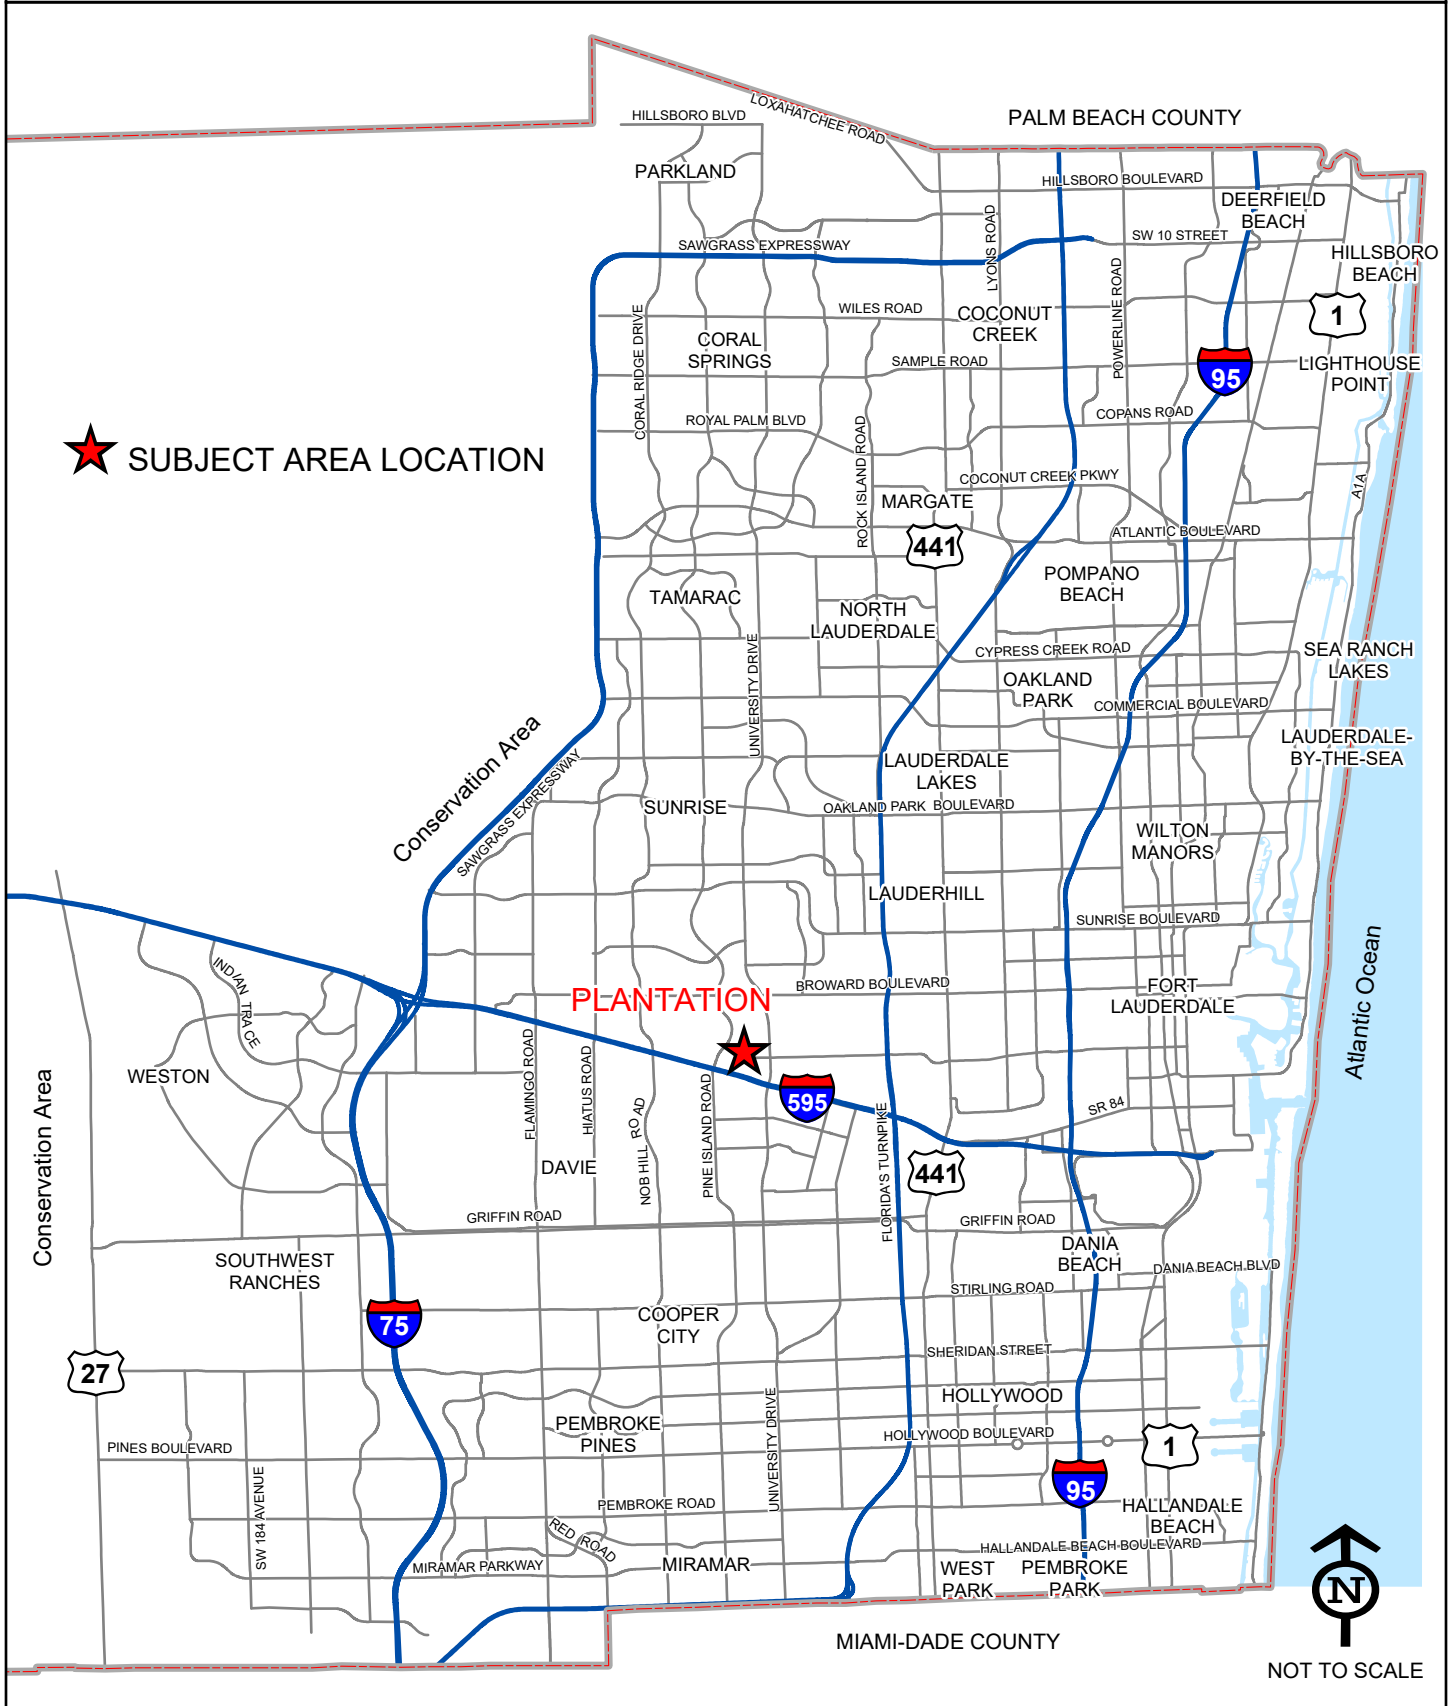 PALM BEACH COUNTY
LOXAHATCHEE ROAD
HILLSBORO BLVD
PARKLAND
HILLSBORO BOULEVARD
DEERFIELD
BEACH
LYONS ROAD
SW 10 STREET
SAWGRASS EXPRESSWAY
HILLSBORO
BEACH
POWERLINE ROAD
WILES ROAD
COCONUT
CREEK
1
CORAL RIDGE DRIVE
CORAL
SPRINGS
SAMPLE ROAD
95
LIGHTHOUSE
POINT
ROYAL PALM BLVD
COPANS ROAD
ROCK ISLAND ROAD
SUBJECT AREA LOCATION
COCONUT CREEK PKWY
A1A
MARGATE
441
ATLANTIC BOULEVARD
POMPANO
BEACH
TAMARAC
NORTH
LAUDERDALE
UNIVERSITY DRIVE
CYPRESS CREEK ROAD
SEA RANCH
LAKES
OAKLAND
PARK
COMMERCIAL BOULEVARD
Conservation Area
SAWGRASS EXPRESSWAY
LAUDERDALE-
BY-THE-SEA
LAUDERDALE
LAKES
SUNRISE
OAKLAND PARK BOULEVARD
WILTON
MANORS
LAUDERHILL
SUNRISE BOULEVARD
Atlantic Ocean
INDIAN TRACE
BROWARD BOULEVARD
PLANTATION
FORT
LAUDERDALE
WESTON
FLAMINGO ROAD
HIATUS ROAD
NOB HILL ROAD
PINE ISLAND ROAD
595
SR 84
FLORIDA'S TURNPIKE
Conservation Area
DAVIE
441
GRIFFIN ROAD
GRIFFIN ROAD
DANIA
BEACH
DANIA BEACH BLVD
SOUTHWEST
RANCHES
STIRLING ROAD
75
COOPER
CITY
SHERIDAN STREET
27
HOLLYWOOD
UNIVERSITY DRIVE
PEMBROKE
PINES
HOLLYWOOD BOULEVARD
PINES BOULEVARD
1
SW 184 AVENUE
95
PEMBROKE ROAD
HALLANDALE
BEACH
RED ROAD
HALLANDALE BEACH BOULEVARD
MIRAMAR PARKWAY
MIRAMAR
WEST
PARK
PEMBROKE
PARK
N
MIAMI-DADE COUNTY
NOT TO SCALE